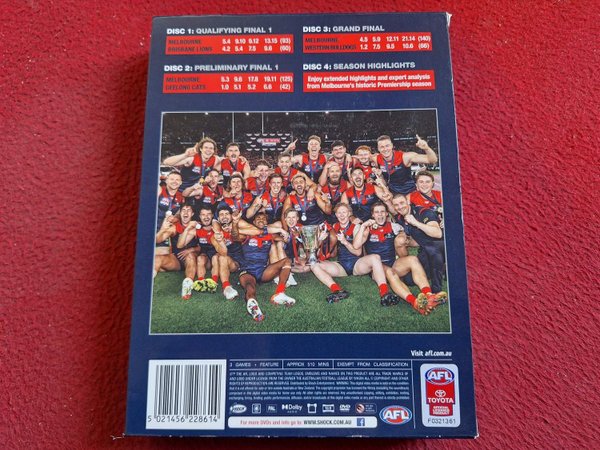 DISC 1: QUALIFYING FINAL 1
MELBOURNE 5.4 9.10 9.12 13.15 (93)
BRISBANE LIONS 4.2 5.4 7.5 9.6 (60)
DISC 2: PRELIMINARY FINAL 1
MELBOURNE 5.3 9.6 17.8 19.11 (125)
GEELONG CATS 1.0 5.1 5.2 6.6 (42)
DISC 3: GRAND FINAL
MELBOURNE 4.5 5.9 12.11 21.14 (140)
WESTERN BULLDOGS 1.2 7.5 9.5 10.6 (66)
DISC 4: SEASON HIGHLIGHTS
Enjoy extended highlights and expert analysis
from Melbourne's historic Premiership season
Visit afl.com.au
3 GAMES + FEATURE APPROX 510 MINS EXEMPT FROM CLASSIFICATION
5 021456 228614
SHOCK PAL Dolby AUDIO DVD AFL
For more DVDs and info go to: WWW.SHOCK.COM.AU
AFL
TOYOTA
F0321361